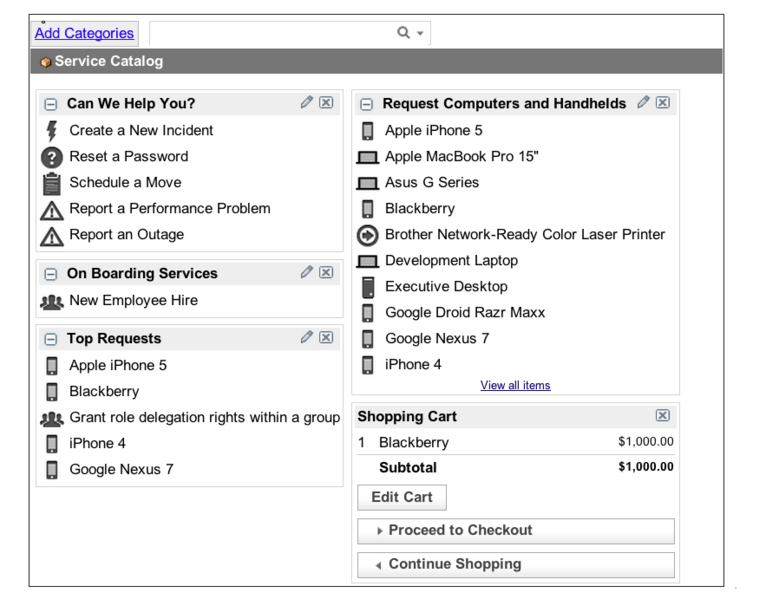 Add Categories
Service Catalog
Can We Help You?
Create a New Incident
Reset a Password
Schedule a Move
Report a Performance Problem
Report an Outage
On Boarding Services
New Employee Hire
Top Requests
Apple iPhone 5
Blackberry
Grant role delegation rights within a group
iPhone 4
Google Nexus 7
Request Computers and Handhelds
Apple iPhone 5
Apple MacBook Pro 15"
Asus G Series
Blackberry
Brother Network-Ready Color Laser Printer
Development Laptop
Executive Desktop
Google Droid Razr Maxx
Google Nexus 7
iPhone 4
View all items
Shopping Cart
1 Blackberry $1,000.00
Subtotal $1,000.00
Edit Cart
Proceed to Checkout
Continue Shopping